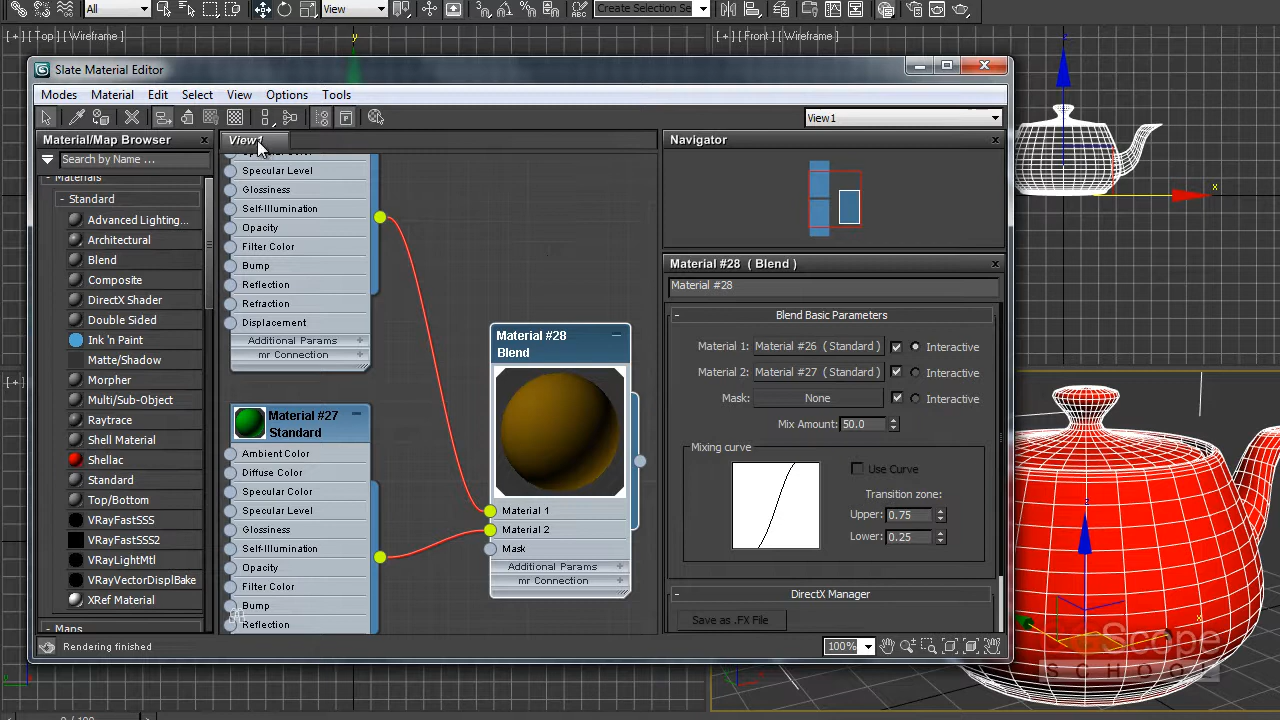 All
View
Create Selection Se
[ + ] [ Top ] [ Wireframe ]
y
[ + ] [ Front ] [ Wireframe ]
Slate Material Editor
Modes Material Edit Select View Options Tools
View1
Material/Map Browser
View1
Navigator
Search by Name ...
Materials
- Standard
Advanced Lighting...
Architectural
Blend
Composite
DirectX Shader
Double Sided
Ink 'n Paint
Matte/Shadow
Morpher
Multi/Sub-Object
Raytrace
Shell Material
Shellac
Standard
Top/Bottom
VRayFastSSS
VRayFastSSS2
VRayLightMtl
VRayVectorDisplBake
XRef Material
- Maps
Specular Level
Glossiness
Self-Illumination
Opacity
Filter Color
Bump
Reflection
Refraction
Displacement
Additional Params +
mr Connection +
Material #27
Standard
Ambient Color
Diffuse Color
Specular Color
Specular Level
Glossiness
Self-Illumination
Opacity
Filter Color
Bump
Reflection
Material #28
Blend
Material 1
Material 2
Mask
Additional Params +
mr Connection +
Material #28 ( Blend )
Material #28
- Blend Basic Parameters
Material 1: Material #26 ( Standard ) Interactive
Material 2: Material #27 ( Standard ) Interactive
Mask: None Interactive
Mix Amount: 50.0
Mixing curve
Use Curve
Transition zone:
Upper: 0.75
Lower: 0.25
- DirectX Manager
Save as .FX File
Rendering finished
100%
x
z
x
Scope
SCHOOL
0 / 100